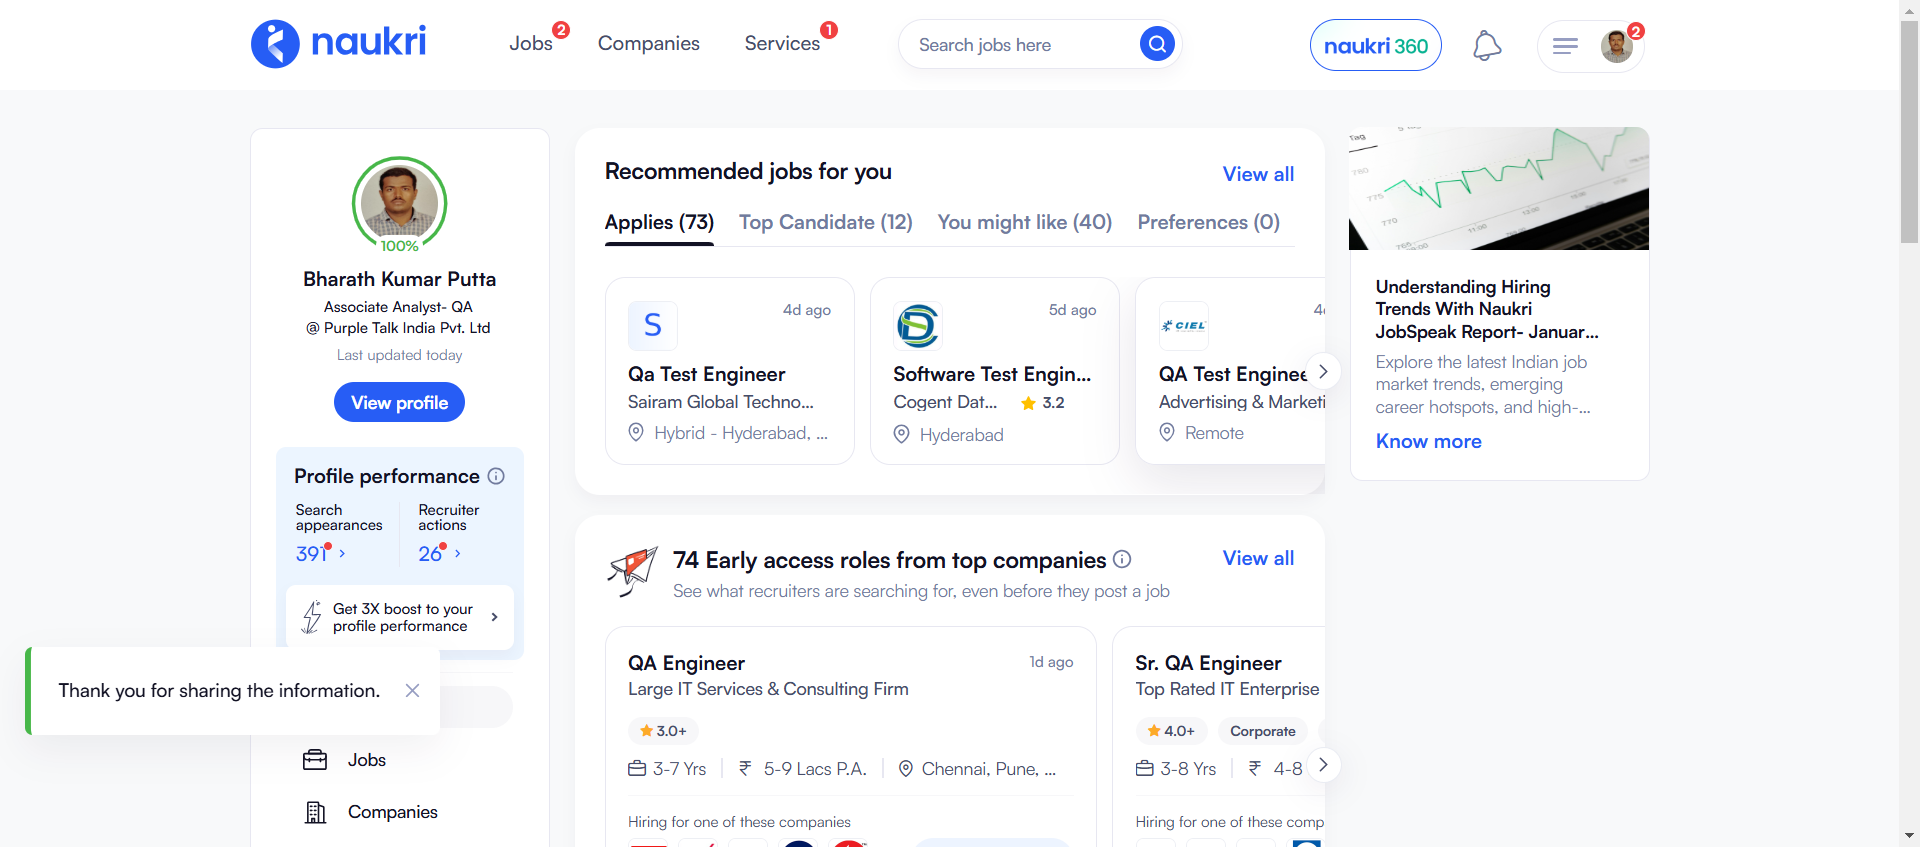 naukri
Jobs
2
Companies
Services
1
Search jobs here
naukri 360
2
100%
Bharath Kumar Putta
Associate Analyst- QA
@ Purple Talk India Pvt. Ltd
Last updated today
View profile
Profile performance
Search
appearances
391
Recruiter
actions
26
Get 3X boost to your
profile performance
Thank you for sharing the information.
Jobs
Companies
Recommended jobs for you
View all
Applies (73)
Top Candidate (12)
You might like (40)
Preferences (0)
S
4d ago
Qa Test Engineer
Sairam Global Techno...
Hybrid - Hyderabad, ...
5d ago
Software Test Engin...
Cogent Dat...
3.2
Hyderabad
CIEL
QA Test Enginee
Advertising & Marketi
Remote
74 Early access roles from top companies
View all
See what recruiters are searching for, even before they post a job
QA Engineer
1d ago
Large IT Services & Consulting Firm
3.0+
3-7 Yrs
₹ 5-9 Lacs P.A.
Chennai, Pune, ...
Hiring for one of these companies
Sr. QA Engineer
Top Rated IT Enterprise
4.0+
Corporate
3-8 Yrs
₹ 4-8
Hiring for one of these comp
Tag
780
775
770
765
Understanding Hiring
Trends With Naukri
JobSpeak Report- Januar...
Explore the latest Indian job
market trends, emerging
career hotspots, and high-...
Know more